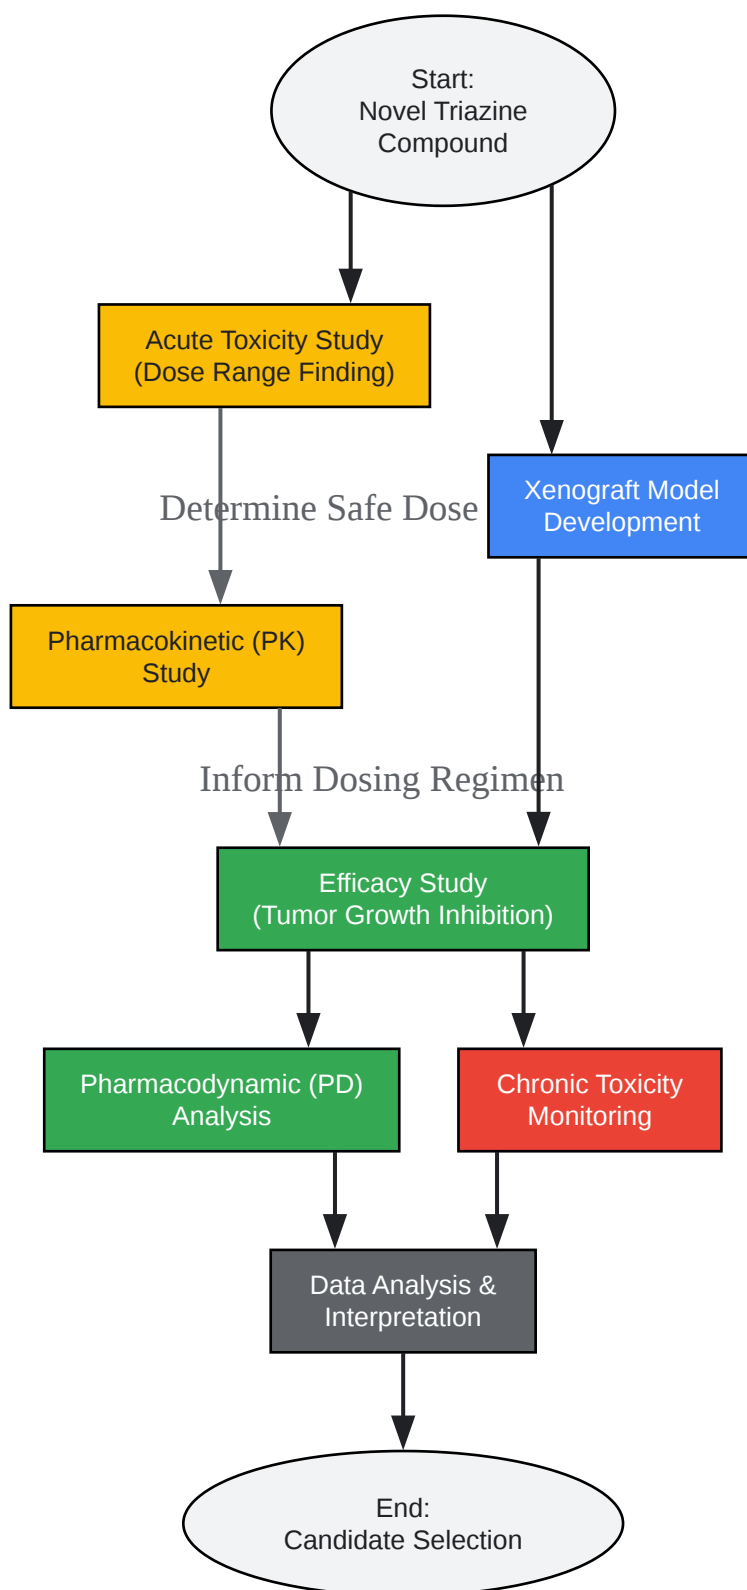 Start:
Novel Triazine
Compound
Acute Toxicity Study
(Dose Range Finding)
Determine Safe Dose
Xenograft Model
Development
Pharmacokinetic (PK)
Study
Inform Dosing Regimen
Efficacy Study
(Tumor Growth Inhibition)
Pharmacodynamic (PD)
Analysis
Chronic Toxicity
Monitoring
Data Analysis &
Interpretation
End:
Candidate Selection